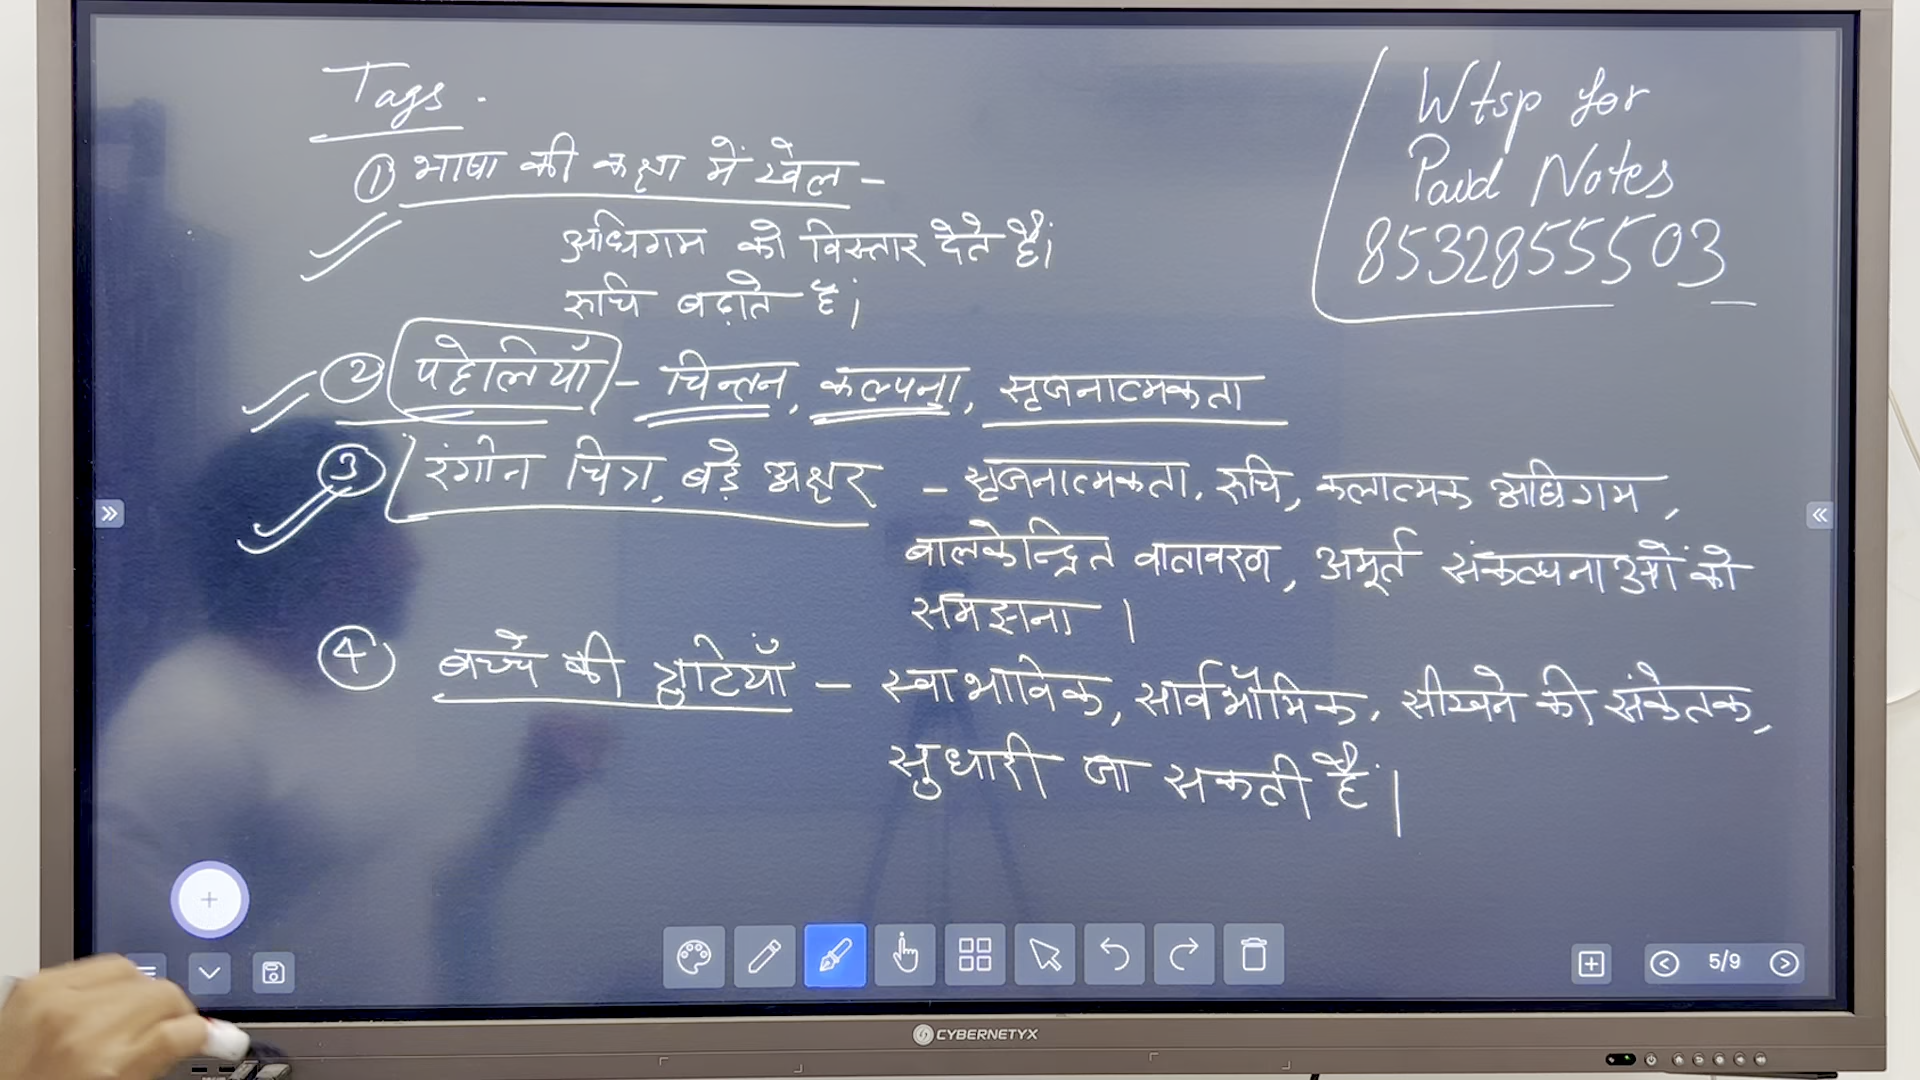 Tags.
① भाषा की कक्षा में खेल -
अधिगम को विस्तार देते हैं।
रूचि बढ़ाते हैं।
② पहेलियाँ - चिन्तन, कल्पना, सृजनात्मकता
③ रंगीन चित्र, बड़े अक्षर - सृजनात्मकता, रूचि, कलात्मक अधिगम,
बालकेन्द्रित वातावरण, अमूर्त संकल्पनाओं को
समझना।
④ बच्चे की त्रुटियाँ - स्वाभाविक, सार्वभौमिक, सीखने की संकेतक,
सुधारी जा सकती हैं।
Wtsp for
Paid Notes
8532855503
5/9
CYBERNETYX